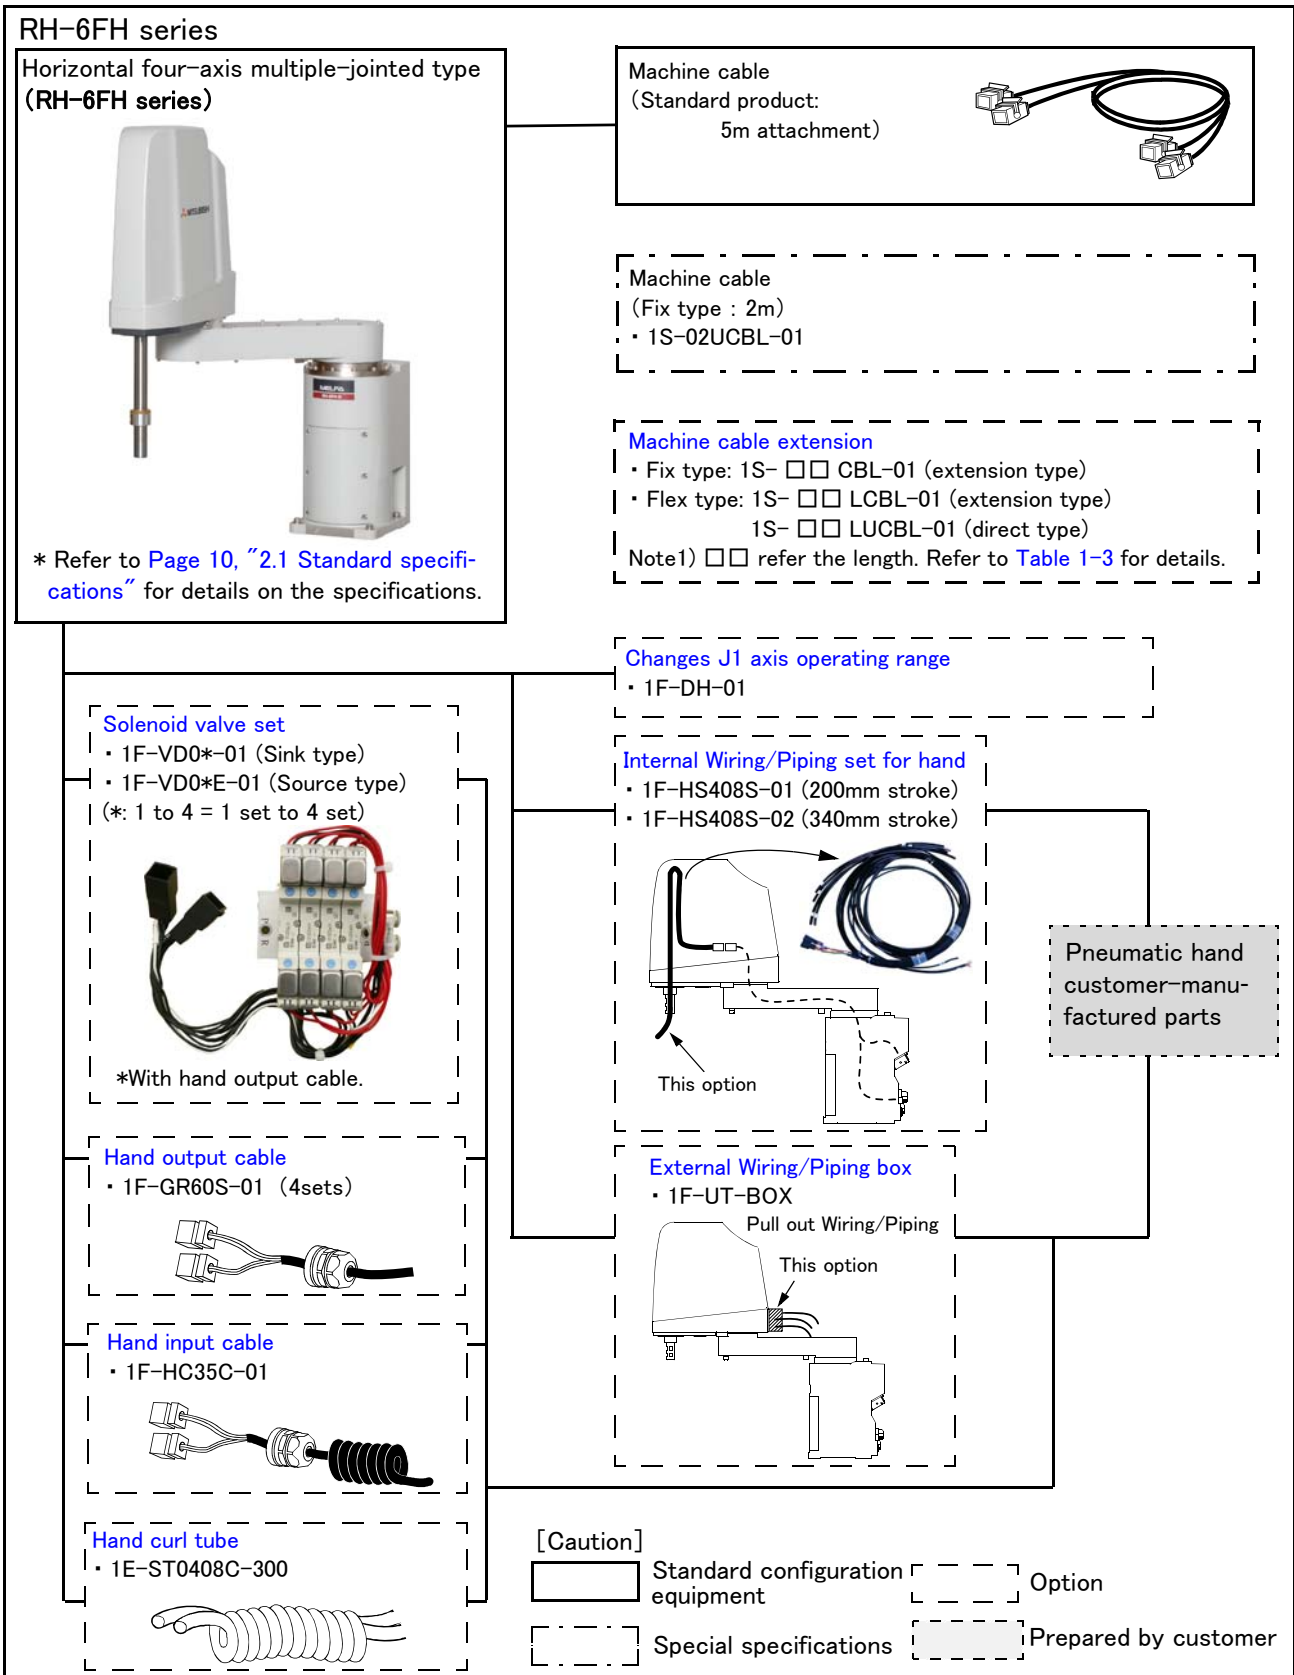 RH-6FH series
Horizontal four-axis multiple-jointed type
(RH-6FH series)
MITSUBISHI
MELFA
* Refer to Page 10, "2.1 Standard specifi-
cations" for details on the specifications.
Machine cable
(Standard product:
5m attachment)
Machine cable
(Fix type : 2m)
・1S-02UCBL-01
Machine cable extension
・Fix type: 1S- □□ CBL-01 (extension type)
・Flex type: 1S- □□ LCBL-01 (extension type)
1S- □□ LUCBL-01 (direct type)
Note1) □□ refer the length. Refer to Table 1-3 for details.
Changes J1 axis operating range
・1F-DH-01
Solenoid valve set
・1F-VD0*-01 (Sink type)
・1F-VD0*E-01 (Source type)
(*: 1 to 4 = 1 set to 4 set)
*With hand output cable.
Internal Wiring/Piping set for hand
・1F-HS408S-01 (200mm stroke)
・1F-HS408S-02 (340mm stroke)
This option
Pneumatic hand
customer-manu-
factured parts
Hand output cable
・1F-GR60S-01 (4sets)
External Wiring/Piping box
・1F-UT-BOX
Pull out Wiring/Piping
This option
Hand input cable
・1F-HC35C-01
Hand curl tube
・1E-ST0408C-300
[Caution]
Standard configuration
equipment
Option
Special specifications
Prepared by customer